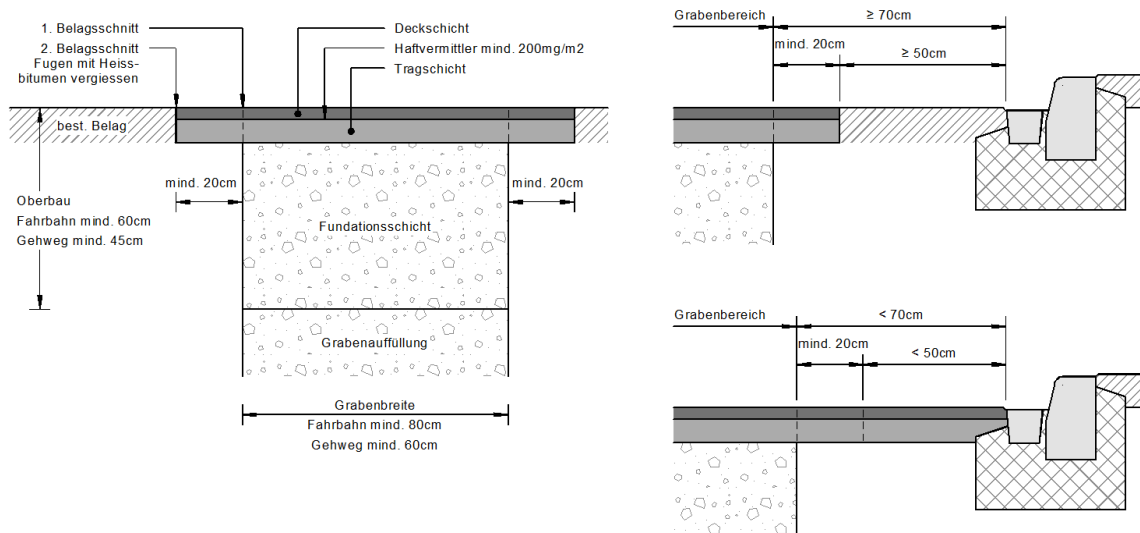 1. Belagsschnitt
2. Belagsschnitt
Fugen mit Heiss-
bitumen vergiessen
Deckschicht
Haftvermittler mind. 200mg/m2
Tragschicht
best. Belag
mind. 20cm
mind. 20cm
Oberbau
Fahrbahn mind. 60cm
Gehweg mind. 45cm
Fundationsschicht
Grabenauffüllung
Grabenbreite
Fahrbahn mind. 80cm
Gehweg mind. 60cm
Grabenbereich
≥ 70cm
mind. 20cm
≥ 50cm
Grabenbereich
< 70cm
mind. 20cm
< 50cm